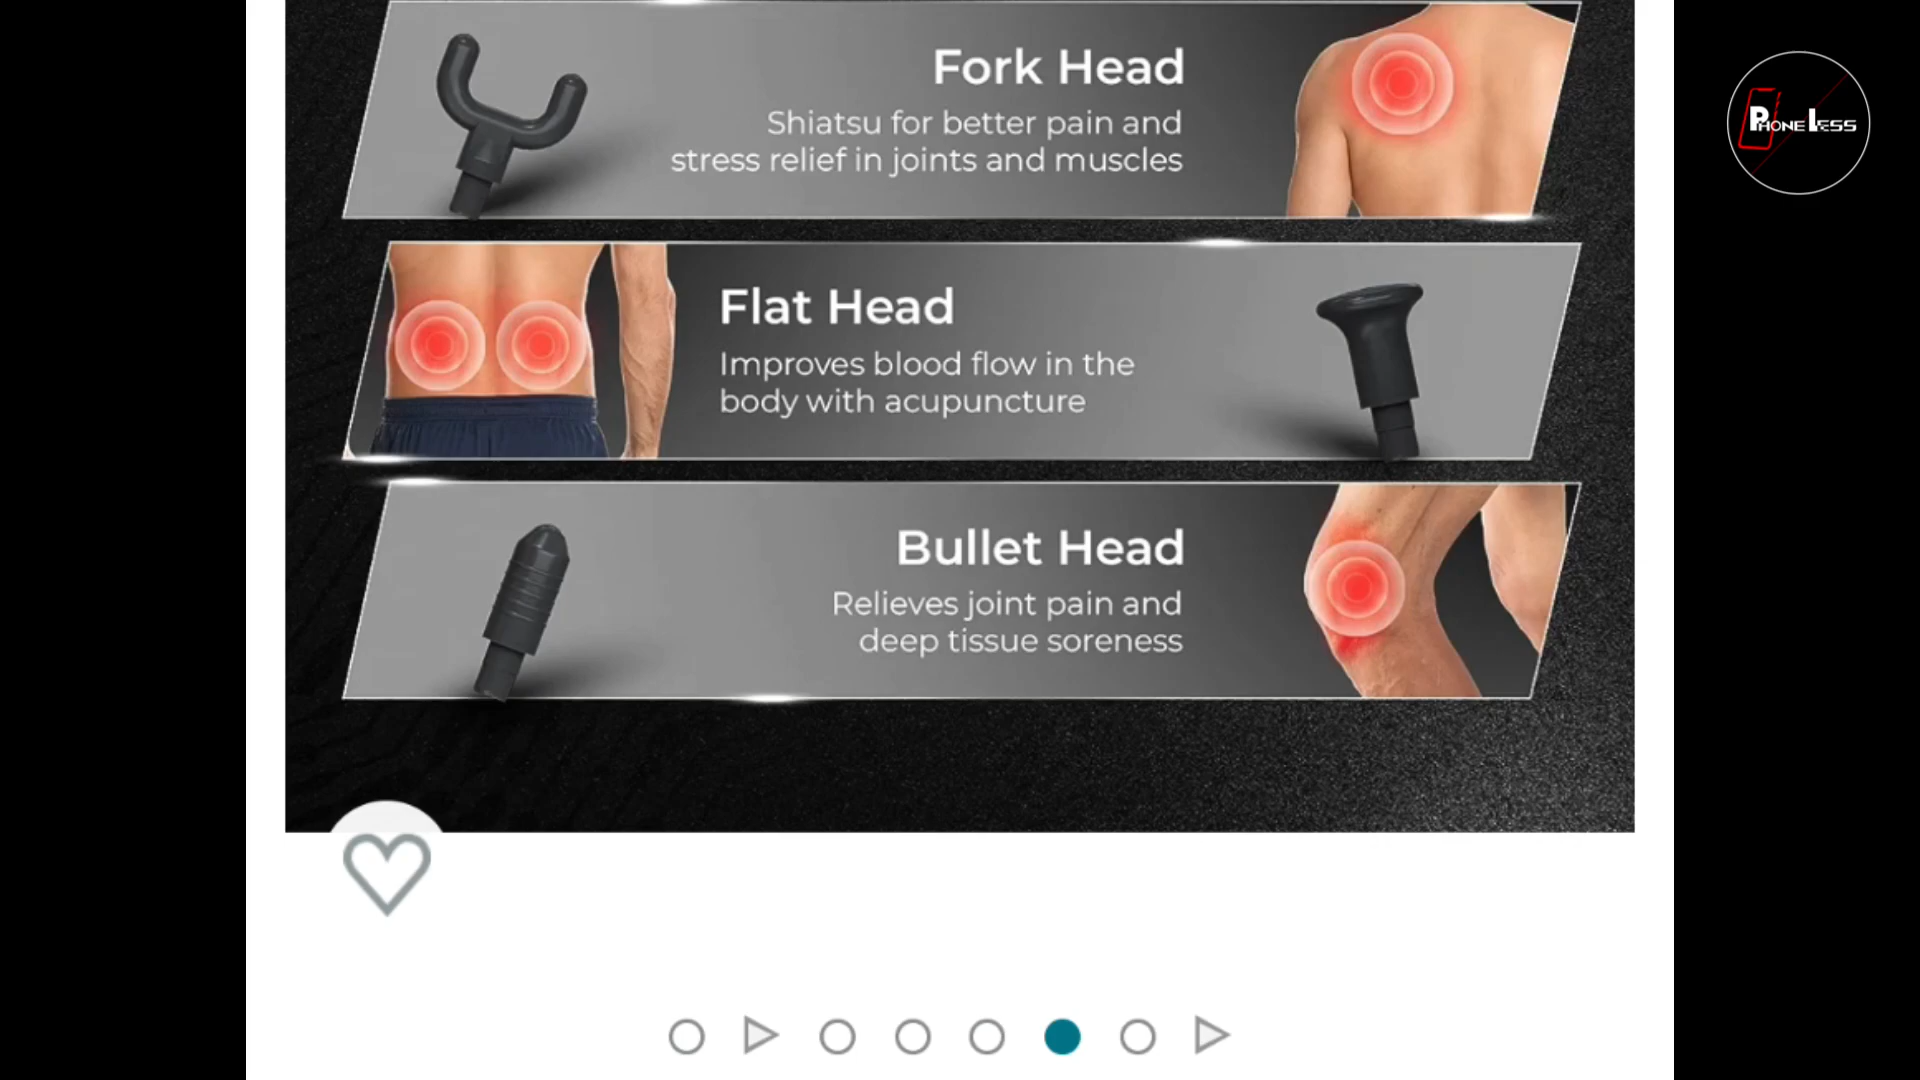 Fork Head
Shiatsu for better pain and
stress relief in joints and muscles
PHONELESS
Flat Head
Improves blood flow in the
body with acupuncture
Bullet Head
Relieves joint pain and
deep tissue soreness